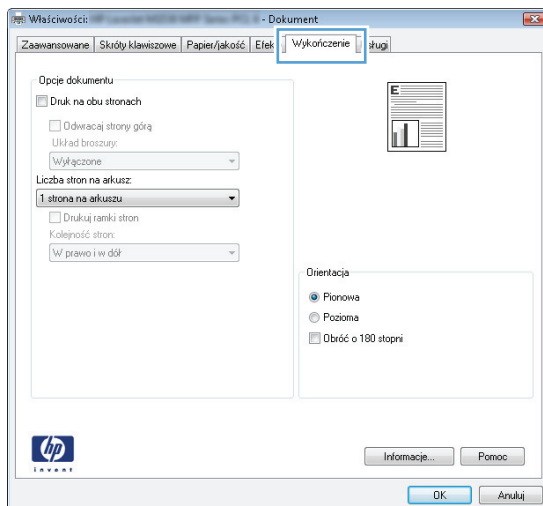 Właściwości: - Dokument
Zaawansowane Skróty klawiszowe Papier/jakość Efek Wykończenie sługi
Opcje dokumentu
Druk na obu stronach
Odwracaj strony górą
Układ broszury:
Wyłączone
Liczba stron na arkusz:
1 strona na arkuszu
Drukuj ramki stron
Kolejność stron:
W prawo i w dół
E
Orientacja
Pionowa
Pozioma
Obróć o 180 stopni
hp
invent
Informacje... Pomoc
OK Anuluj